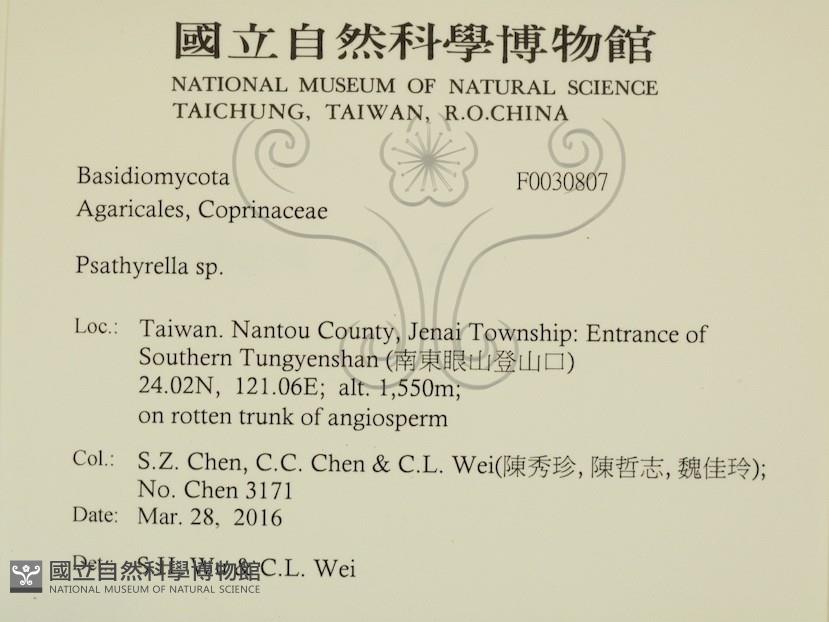 國立自然科學博物館
NATIONAL MUSEUM OF NATURAL SCIENCE
TAICHUNG, TAIWAN, R.O.CHINA
Basidiomycota F0030807
Agaricales, Coprinaceae
Psathyrella sp.
Loc.: Taiwan. Nantou County, Jenai Township: Entrance of
Southern Tungyenshan (南東眼山登山口)
24.02N, 121.06E; alt. 1,550m;
on rotten trunk of angiosperm
Col.: S.Z. Chen, C.C. Chen & C.L. Wei(陳秀珍, 陳哲志, 魏佳玲);
No. Chen 3171
Date: Mar. 28, 2016
Det.: S.H. Wu & C.L. Wei
國立自然科學博物館
NATIONAL MUSEUM OF NATURAL SCIENCE